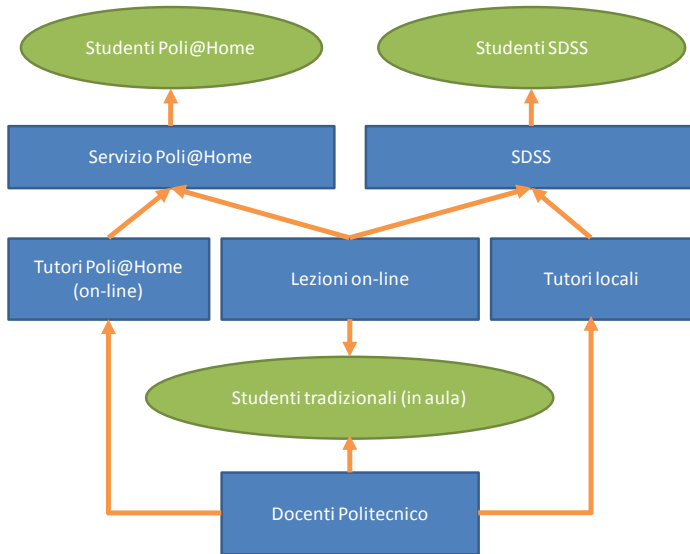 Studenti Poli@Home
Studenti SDSS
Servizio Poli@Home
SDSS
Tutori Poli@Home
(on-line)
Lezioni on-line
Tutori locali
Studenti tradizionali (in aula)
Docenti Politecnico